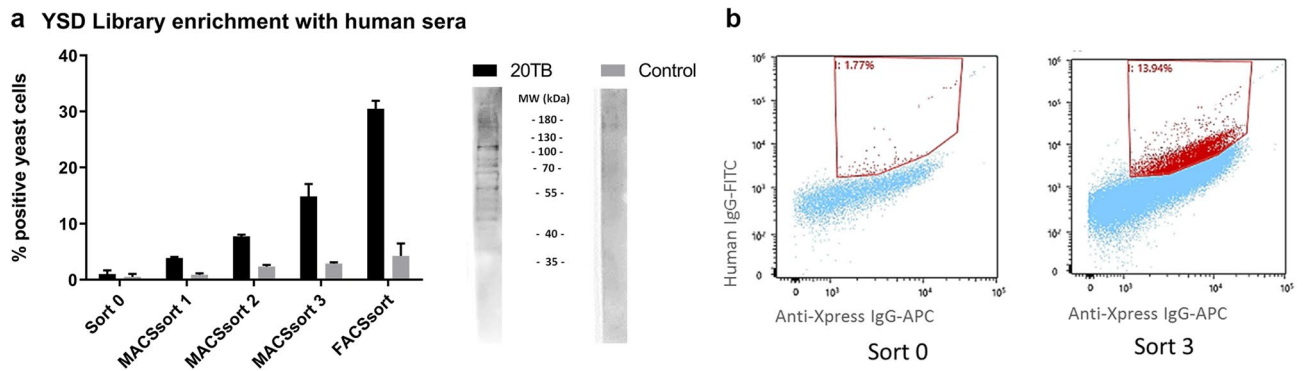 a YSD Library enrichment with human sera
% positive yeast cells
40
30
20
10
0
Sort 0
MACSsort 1
MACSsort 2
MACSsort 3
FACSsort
20TB
Control
MW (kDa)
- 180 -
- 130 -
- 100 -
- 70 -
- 55 -
- 40 -
- 35 -
b
Human IgG-FITC
10⁶
10⁵
10⁴
10³
10²
0
I: 1.77%
0 10³ 10⁴ 10⁵
Anti-Xpress IgG-APC
Sort 0
10⁶
10⁵
10⁴
10³
10²
0
I: 13.94%
0 10³ 10⁴ 10⁵
Anti-Xpress IgG-APC
Sort 3